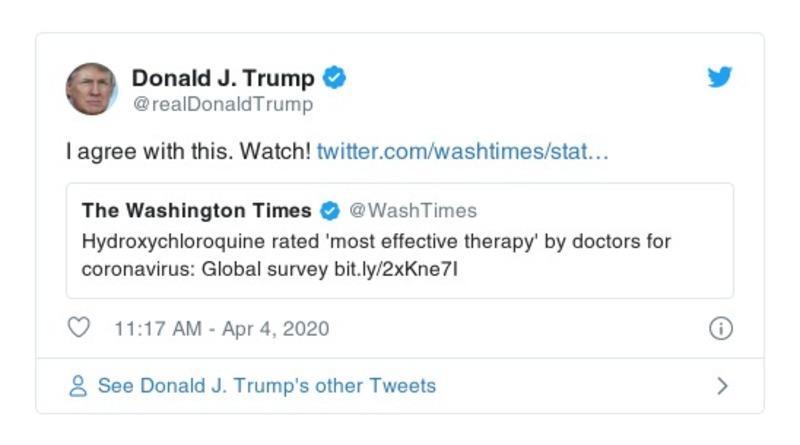 Donald J. Trump
@realDonaldTrump
I agree with this. Watch! twitter.com/washtimes/stat…
The Washington Times @WashTimes
Hydroxychloroquine rated 'most effective therapy' by doctors for
coronavirus: Global survey bit.ly/2xKne7I
11:17 AM - Apr 4, 2020
See Donald J. Trump's other Tweets